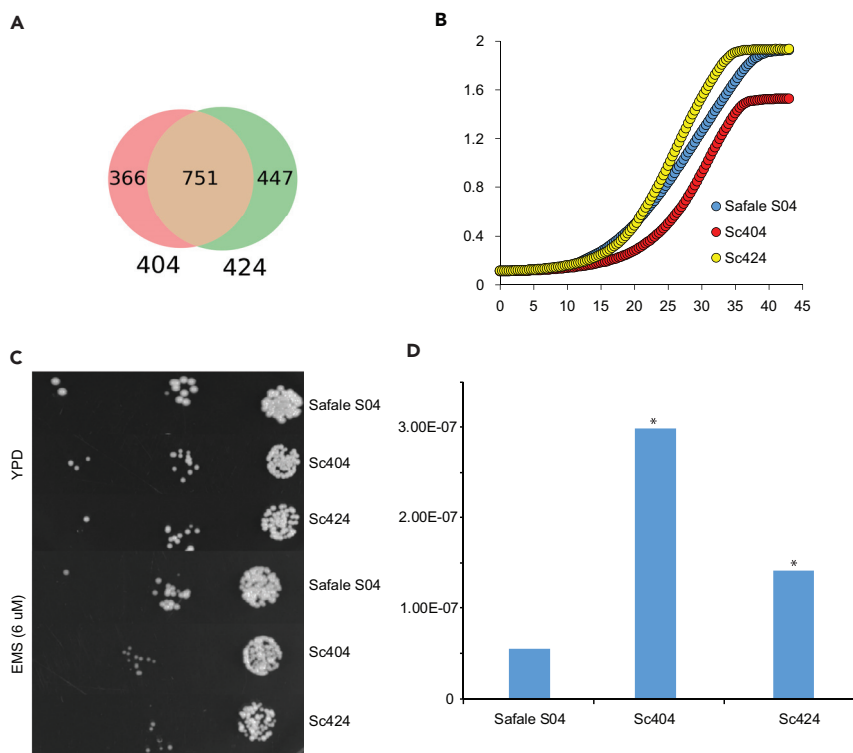 A
366
751
447
404
424
B
2
1.6
1.2
0.8
0.4
0
0 5 10 15 20 25 30 35 40 45
Safale S04
Sc404
Sc424
C
YPD
Safale S04
Sc404
Sc424
EMS (6 uM)
Safale S04
Sc404
Sc424
D
3.00E-07
2.00E-07
1.00E-07
0
*
*
Safale S04 Sc404 Sc424